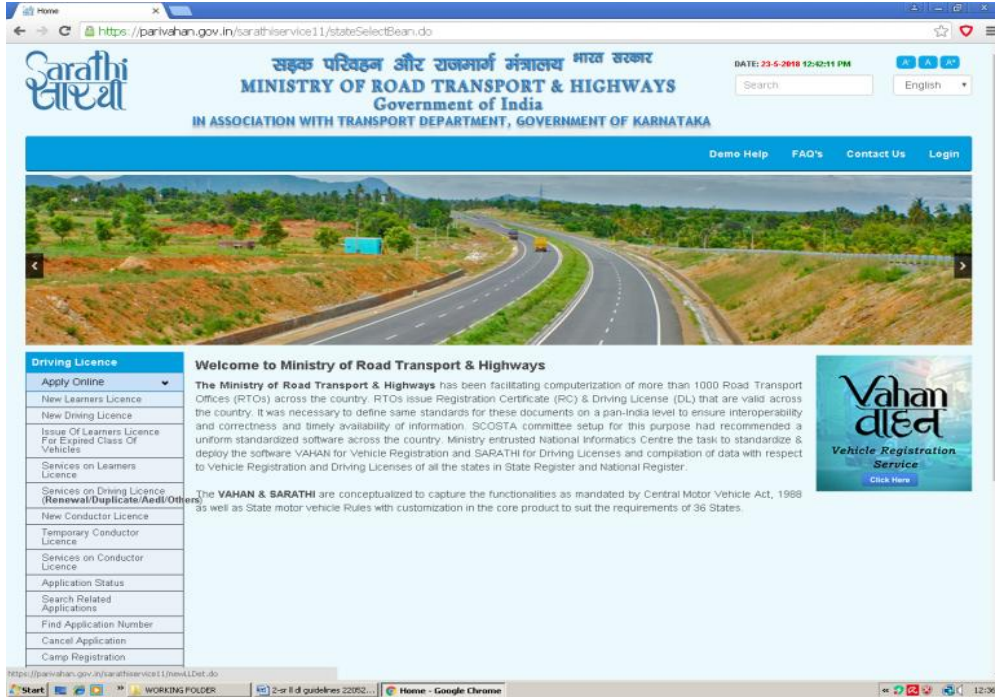 Home
https://parivahan.gov.in/sarathiservice11/stateSelectBean.do
Sarathi
सारथी
सड़क परिवहन और राजमार्ग मंत्रालय भारत सरकार
MINISTRY OF ROAD TRANSPORT & HIGHWAYS
Government of India
IN ASSOCIATION WITH TRANSPORT DEPARTMENT, GOVERNMENT OF KARNATAKA
DATE: 23-5-2018 12:42:11 PM
A- A A+
Search
English
Demo Help FAQ's Contact Us Login
Driving Licence
Apply Online
New Learners Licence
New Driving Licence
Issue Of Learners Licence
For Expired Class Of
Vehicles
Services on Learners
Licence
Services on Driving Licence
(Renewal/Duplicate/Aedl/Others)
New Conductor Licence
Temporary Conductor
Licence
Services on Conductor
Licence
Application Status
Search Related
Applications
Find Application Number
Cancel Application
Camp Registration
Welcome to Ministry of Road Transport & Highways
The Ministry of Road Transport & Highways has been facilitating computerization of more than 1000 Road Transport
Offices (RTOs) across the country. RTOs issue Registration Certificate (RC) & Driving License (DL) that are valid across
the country. It was necessary to define same standards for these documents on a pan-India level to ensure interoperability
and correctness and timely availability of information. SCOSTA committee setup for this purpose had recommended a
uniform standardized software across the country. Ministry entrusted National Informatics Centre the task to standardize &
deploy the software VAHAN for Vehicle Registration and SARATHI for Driving Licenses and compilation of data with respect
to Vehicle Registration and Driving Licenses of all the states in State Register and National Register.
The VAHAN & SARATHI are conceptualized to capture the functionalities as mandated by Central Motor Vehicle Act, 1988
as well as State motor vehicle Rules with customization in the core product to suit the requirements of 36 States.
Vahan
वाहन
Vehicle Registration
Service
Click Here
https://parivahan.gov.in/sarathiservice11/newLLDet.do
Start
WORKING FOLDER
2-sr ll dl guidelnes 22052...
Home - Google Chrome